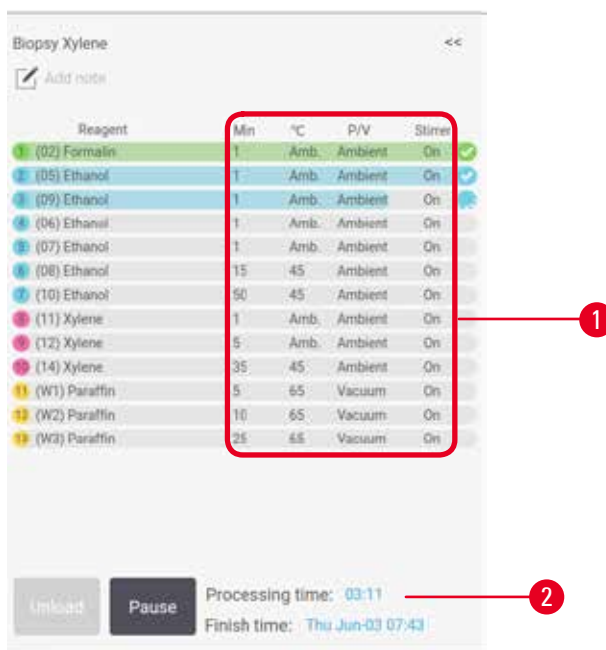 Biopsy Xylene <<
Add note
Reagent Min °C P/V Stirrer
1 (02) Formalin 1 Amb. Ambient On
2 (05) Ethanol 1 Amb. Ambient On
3 (09) Ethanol 1 Amb. Ambient On
4 (06) Ethanol 1 Amb. Ambient On
5 (07) Ethanol 1 Amb. Ambient On
6 (08) Ethanol 15 45 Ambient On
7 (10) Ethanol 50 45 Ambient On
8 (11) Xylene 1 Amb. Ambient On
9 (12) Xylene 5 Amb. Ambient On
10 (14) Xylene 35 45 Ambient On
11 (W1) Paraffin 5 65 Vacuum On
12 (W2) Paraffin 10 65 Vacuum On
13 (W3) Paraffin 25 65 Vacuum On
1
Unload Pause Processing time: 03:11 2
Finish time: Thu Jun-03 07:43